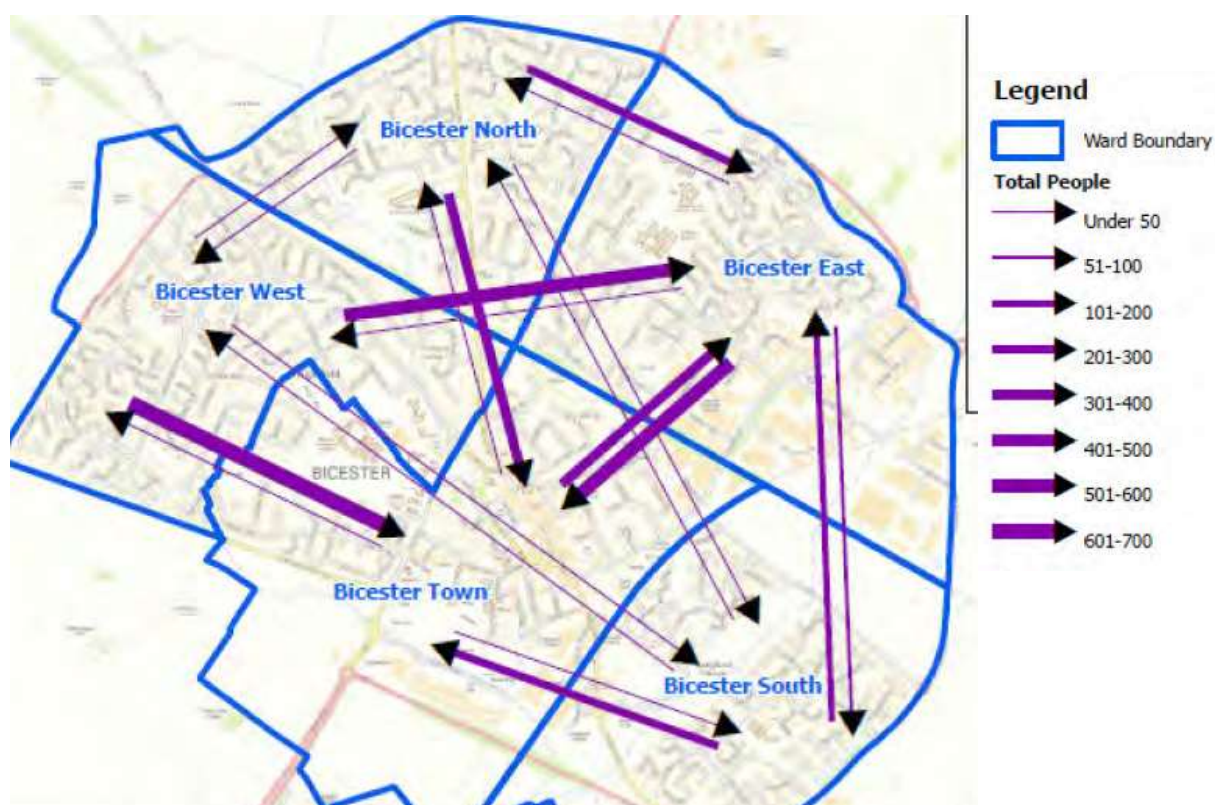 Bicester North
Bicester East
Bicester West
BICESTER
Bicester Town
Bicester South
Legend
Ward Boundary
Total People
Under 50
51-100
101-200
201-300
301-400
401-500
501-600
601-700